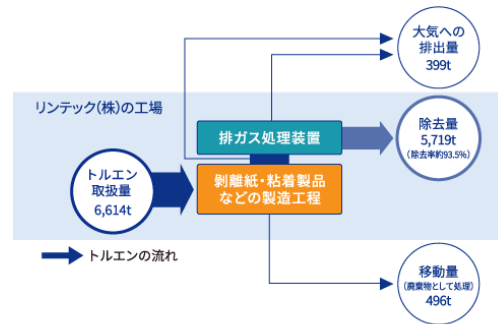 大気への
排出量
399t
リンテック(株)の工場
排ガス処理装置
除去量
5,719t
(除去率約93.5%)
トルエン
取扱量
6,614t
剥離紙・粘着製品
などの製造工程
トルエンの流れ
移動量
(廃棄物として処理)
496t